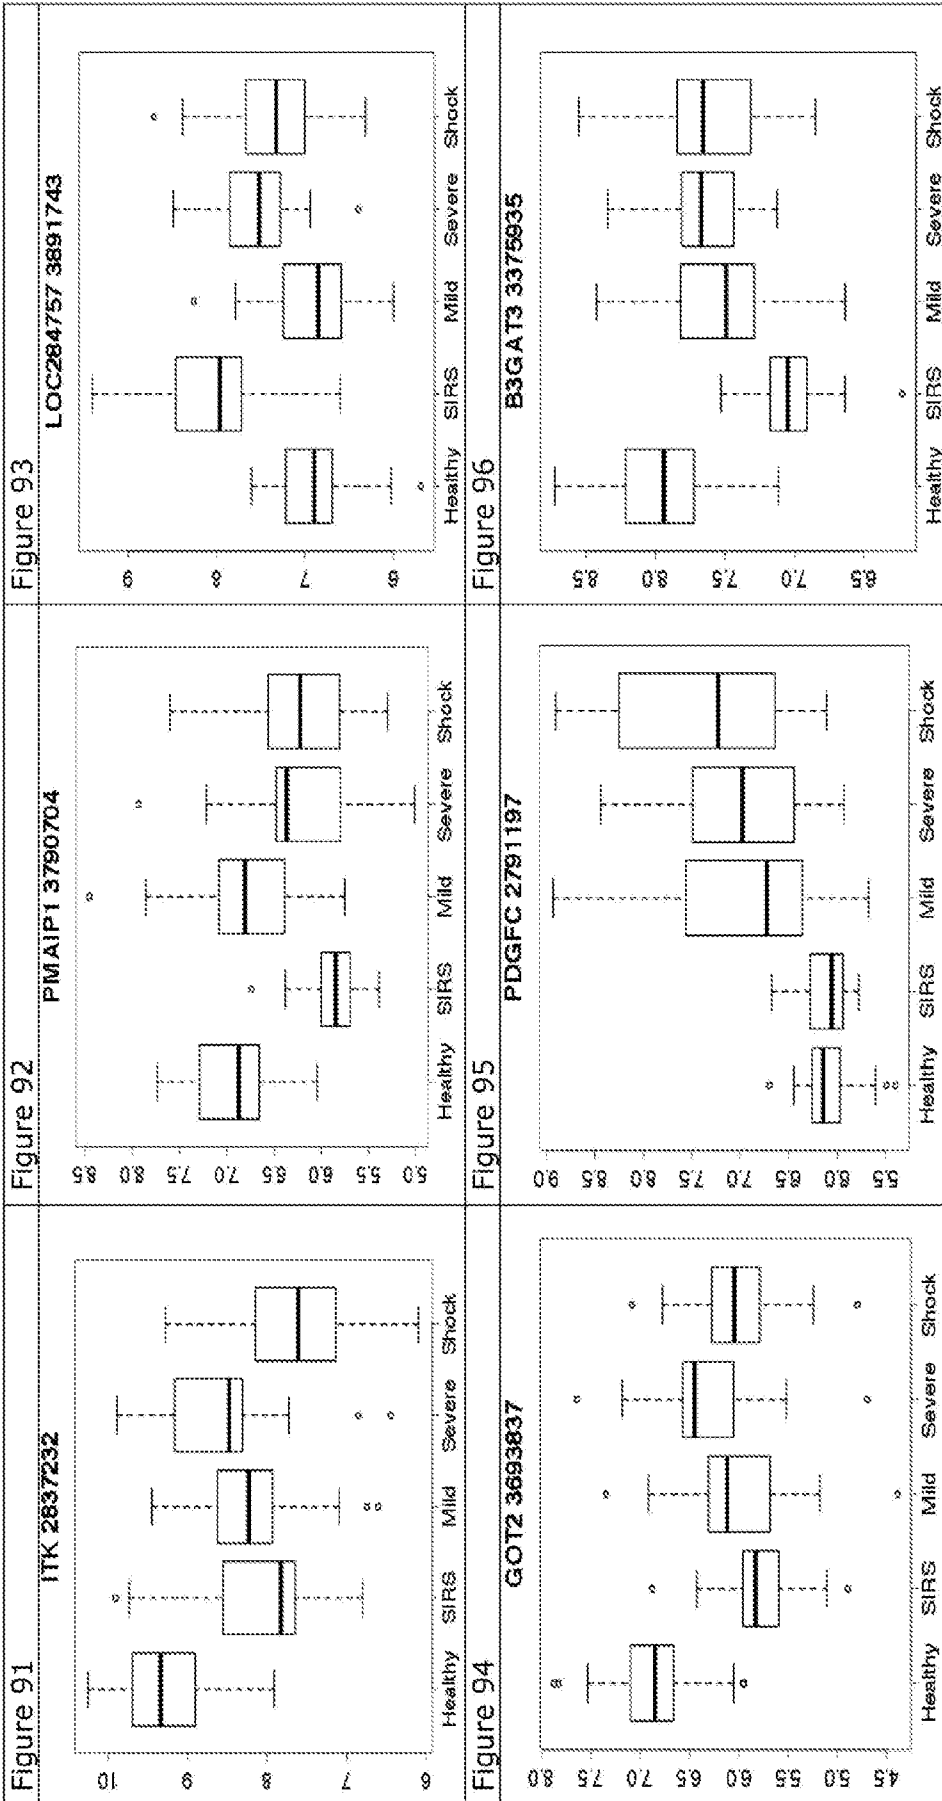 Figure 91
ITK 2837232
10
9
8
7
6
Healthy SIRS Mild Severe Shock
Figure 92
PMAIP1 3790704
8.5
8.0
7.5
7.0
6.5
6.0
5.5
5.0
Healthy SIRS Mild Severe Shock
Figure 93
LOC284757 3891743
9
8
7
6
Healthy SIRS Mild Severe Shock
Figure 94
GOT2 3693837
8.0
7.5
7.0
6.5
6.0
5.5
5.0
4.5
Healthy SIRS Mild Severe Shock
Figure 95
PDGFC 2791197
9.0
8.5
8.0
7.5
7.0
6.5
6.0
5.5
Healthy SIRS Mild Severe Shock
Figure 96
B3GAT3 3375935
8.5
8.0
7.5
7.0
6.5
Healthy SIRS Mild Severe Shock